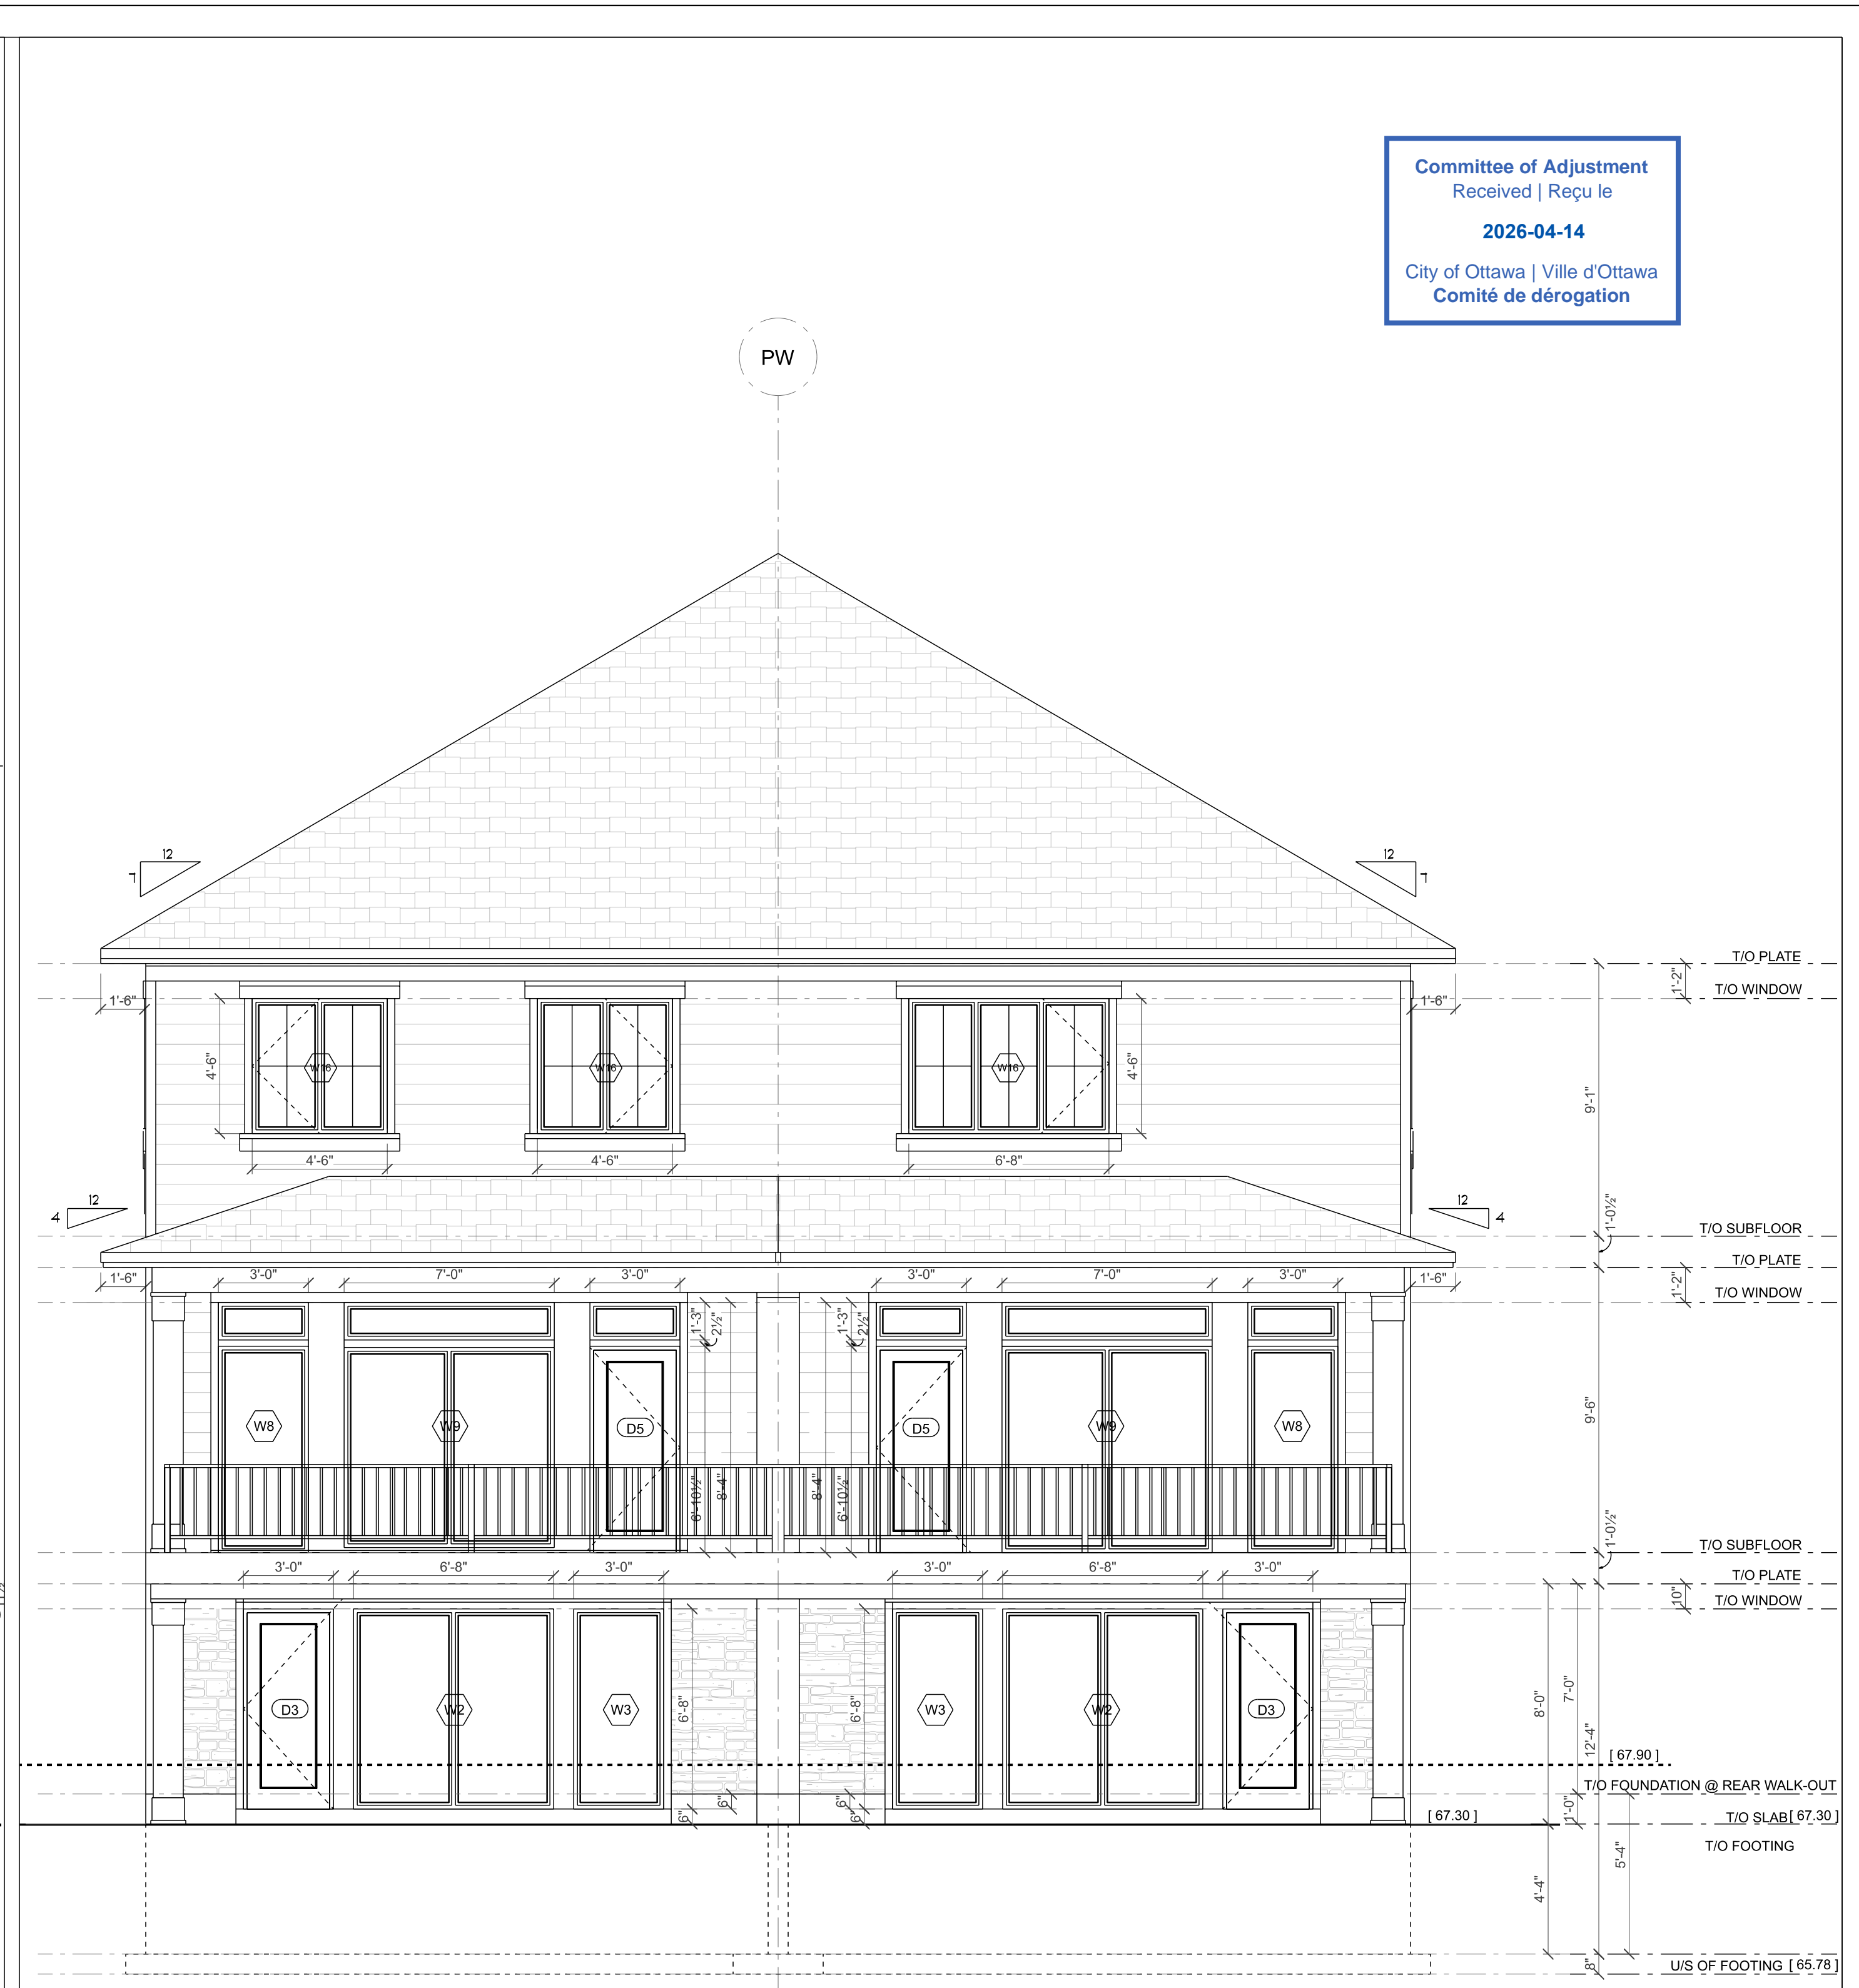 Committee of Adjustment
Received | Reçu le
2026-04-14
City of Ottawa | Ville d'Ottawa
Comité de dérogation
PW
12
7
12
7
T/O PLATE
1'-2"
T/O WINDOW
1'-6"
1'-6"
4'-6"
W16
W16
W16
4'-6"
9'-1"
4'-6"
4'-6"
6'-8"
12
4
12
4
1'-0½"
T/O SUBFLOOR
T/O PLATE
1'-6"
3'-0"
7'-0"
3'-0"
3'-0"
7'-0"
3'-0"
1'-6"
1'-2"
T/O WINDOW
1'-3"
2½"
1'-3"
2½"
W8
W9
D5
D5
W9
W8
9'-6"
6'-10½"
8'-4"
8'-4"
6'-10½"
1'-0½"
T/O SUBFLOOR
3'-0"
6'-8"
3'-0"
3'-0"
6'-8"
3'-0"
T/O PLATE
10"
T/O WINDOW
D3
W2
W3
6'-8"
6'-8"
W3
W2
D3
8'-0"
7'-0"
12'-4"
[ 67.90 ]
T/O FOUNDATION @ REAR WALK-OUT
6"
6"
6"
6"
1'-0"
[ 67.30 ]
T/O SLAB [ 67.30 ]
T/O FOOTING
5'-4"
4'-4"
8"
U/S OF FOOTING [ 65.78 ]